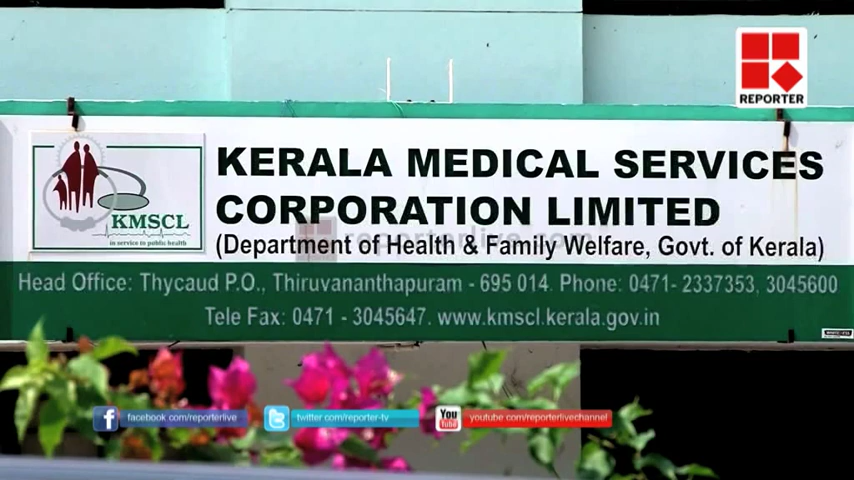 REPORTER
KERALA MEDICAL SERVICES
CORPORATION LIMITED
KMSCL
in service to public health
reporterlive.com
(Department of Health & Family Welfare, Govt. of Kerala)
Head Office: Thycaud P.O., Thiruvananthapuram - 695 014. Phone: 0471- 2337353, 3045600
Tele Fax: 0471 - 3045647. www.kmscl.kerala.gov.in
f facebook.com/reporterlive
twitter.com/reporter-tv
You Tube youtube.com/reporterlivechannel